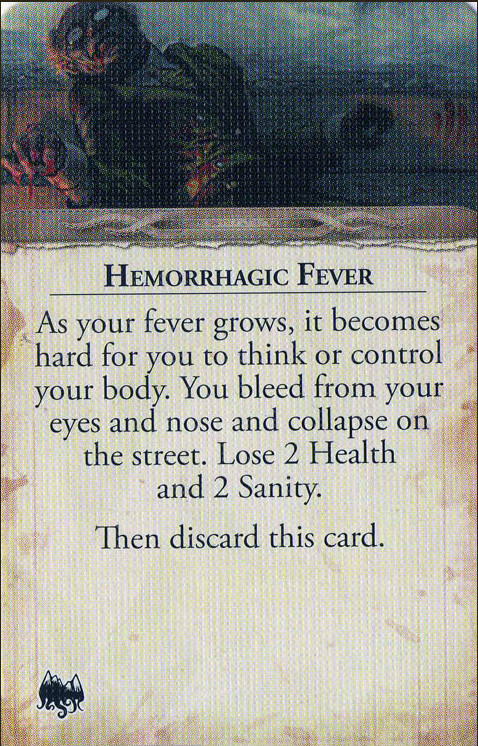 Hemorrhagic Fever
As your fever grows, it becomes
hard for you to think or control
your body. You bleed from your
eyes and nose and collapse on
the street. Lose 2 Health
and 2 Sanity.
Then discard this card.